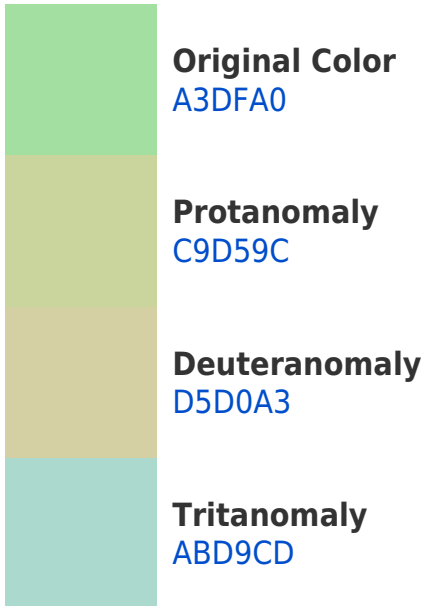 Original Color
A3DFA0
Protanomaly
C9D59C
Deuteranomaly
D5D0A3
Tritanomaly
ABD9CD